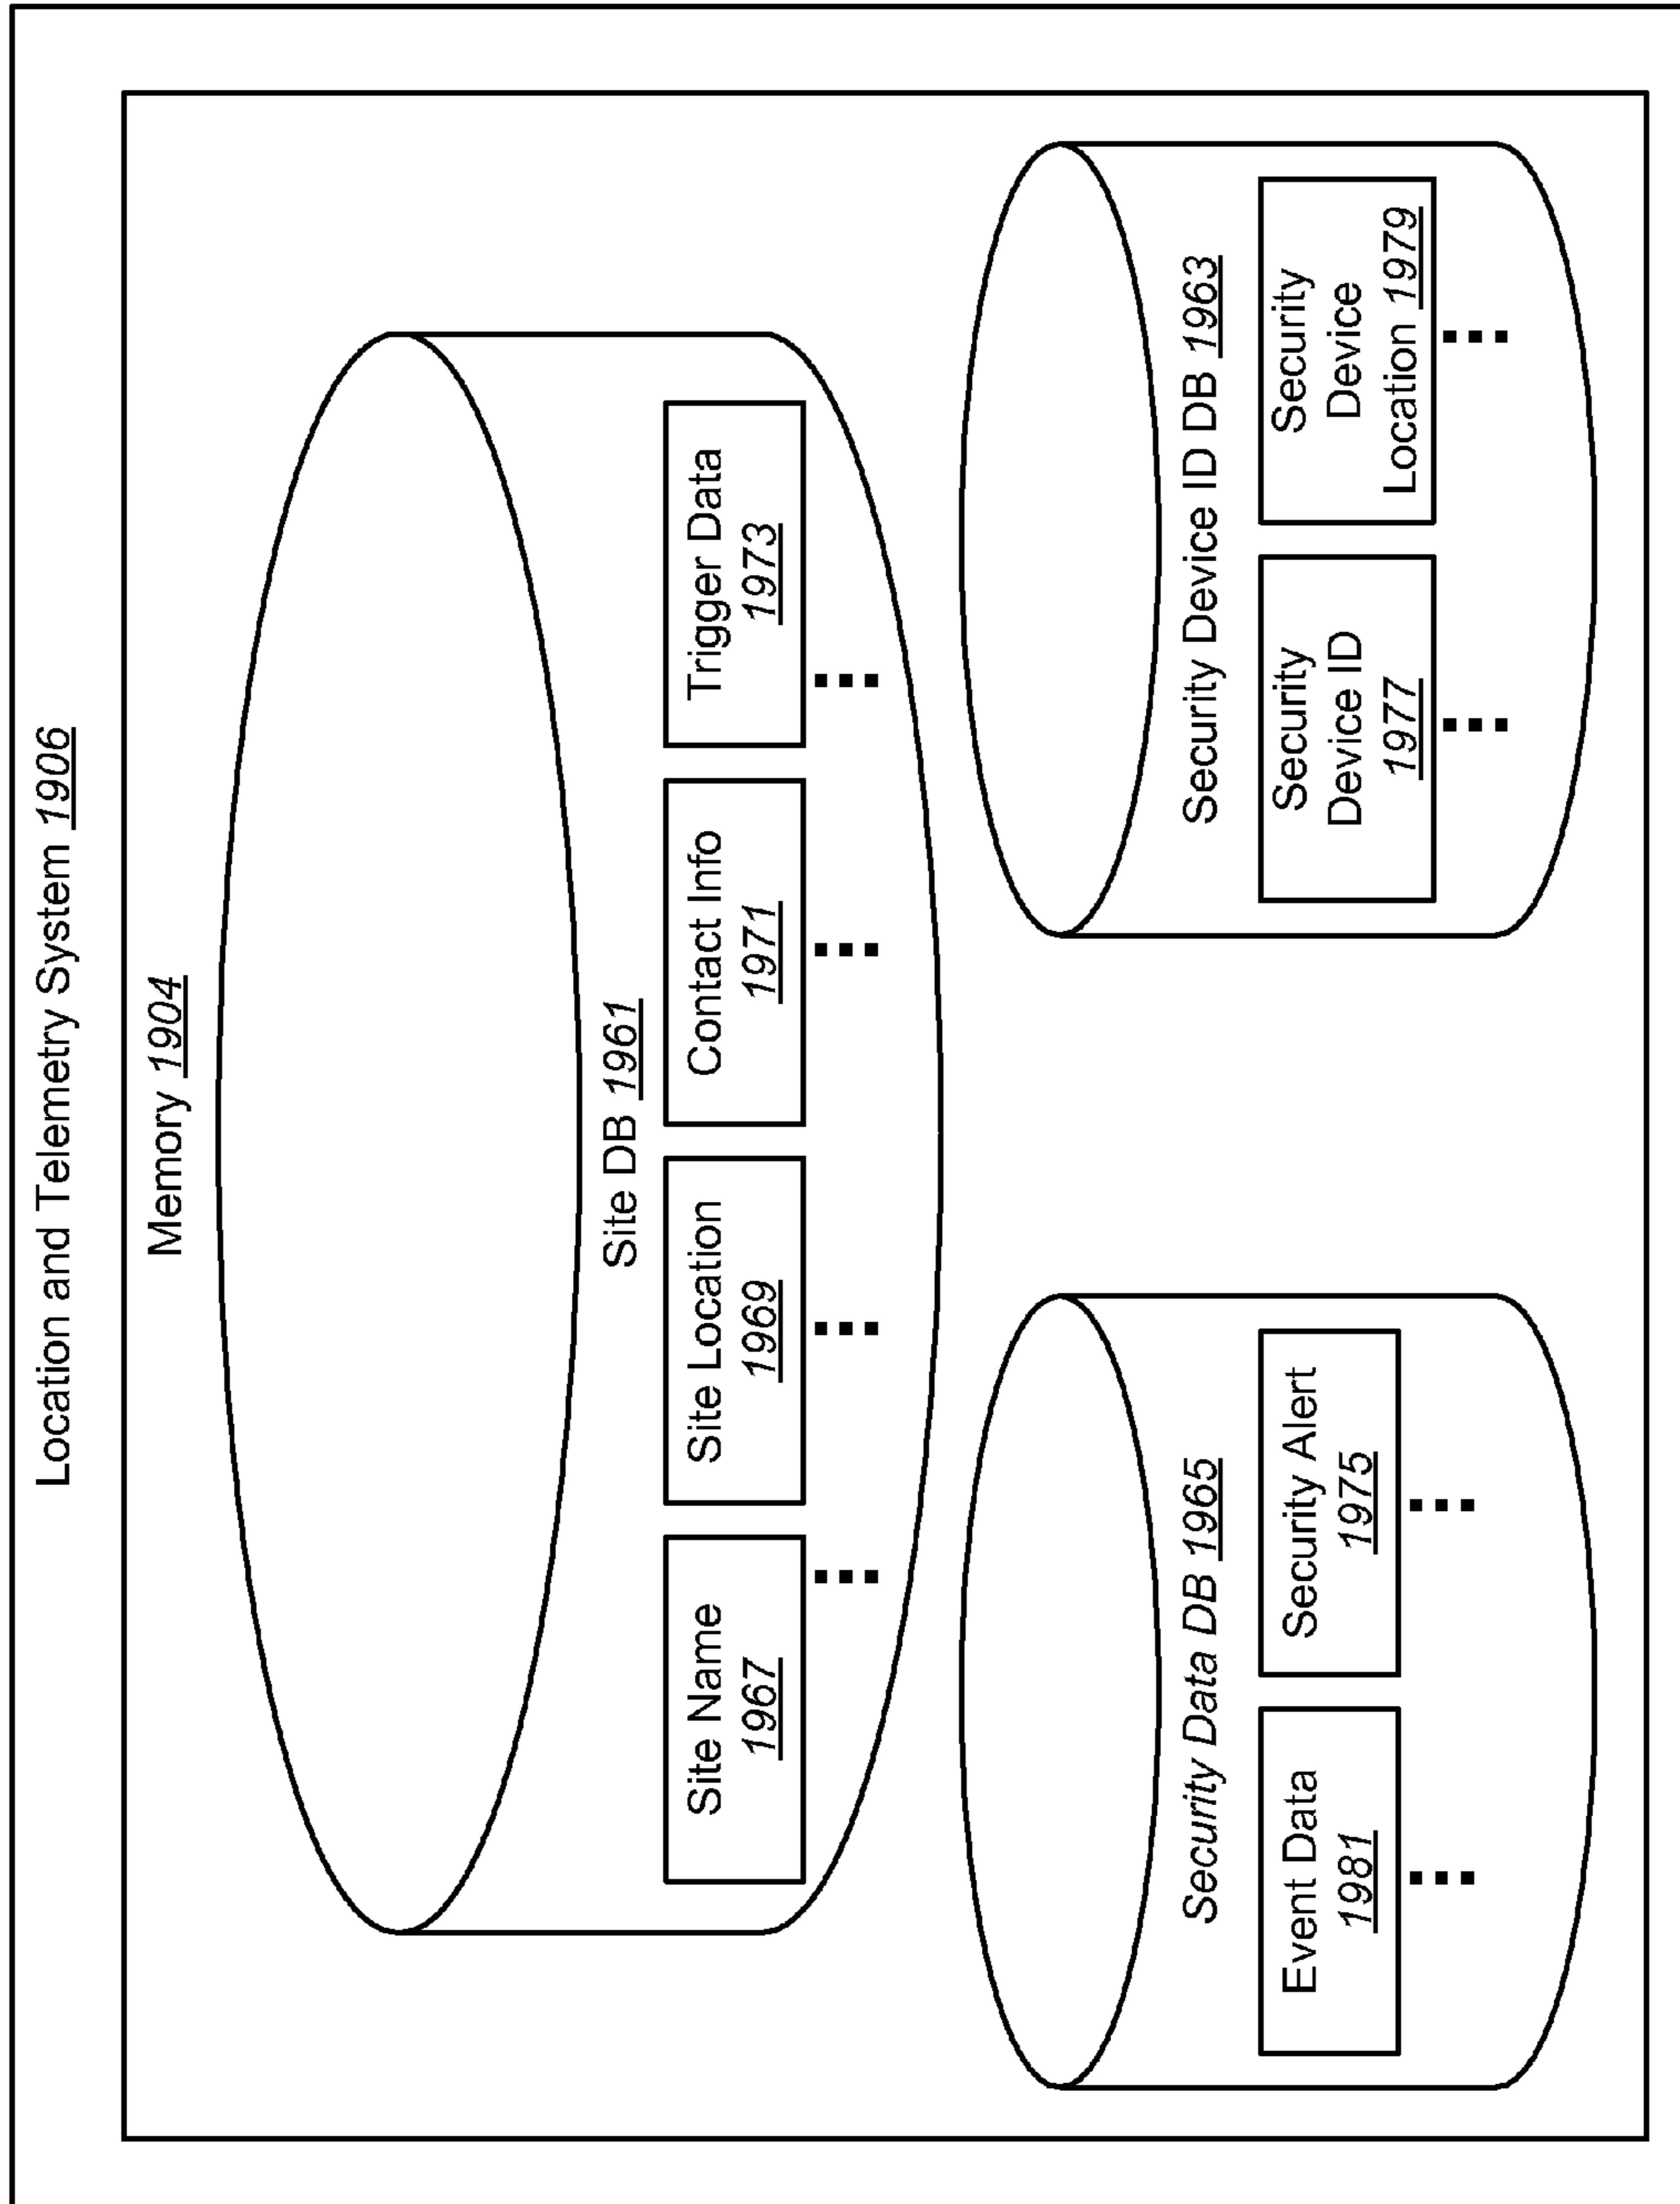 Location and Telemetry System 1906
Memory 1904
Site DB 1961
Site Name
1967
Site Location
1969
Contact Info
1971
Trigger Data
1973
Security Data DB 1965
Event Data
1981
Security Alert
1975
Security Device ID DB 1963
Security
Device ID
1977
Security
Device
Location 1979